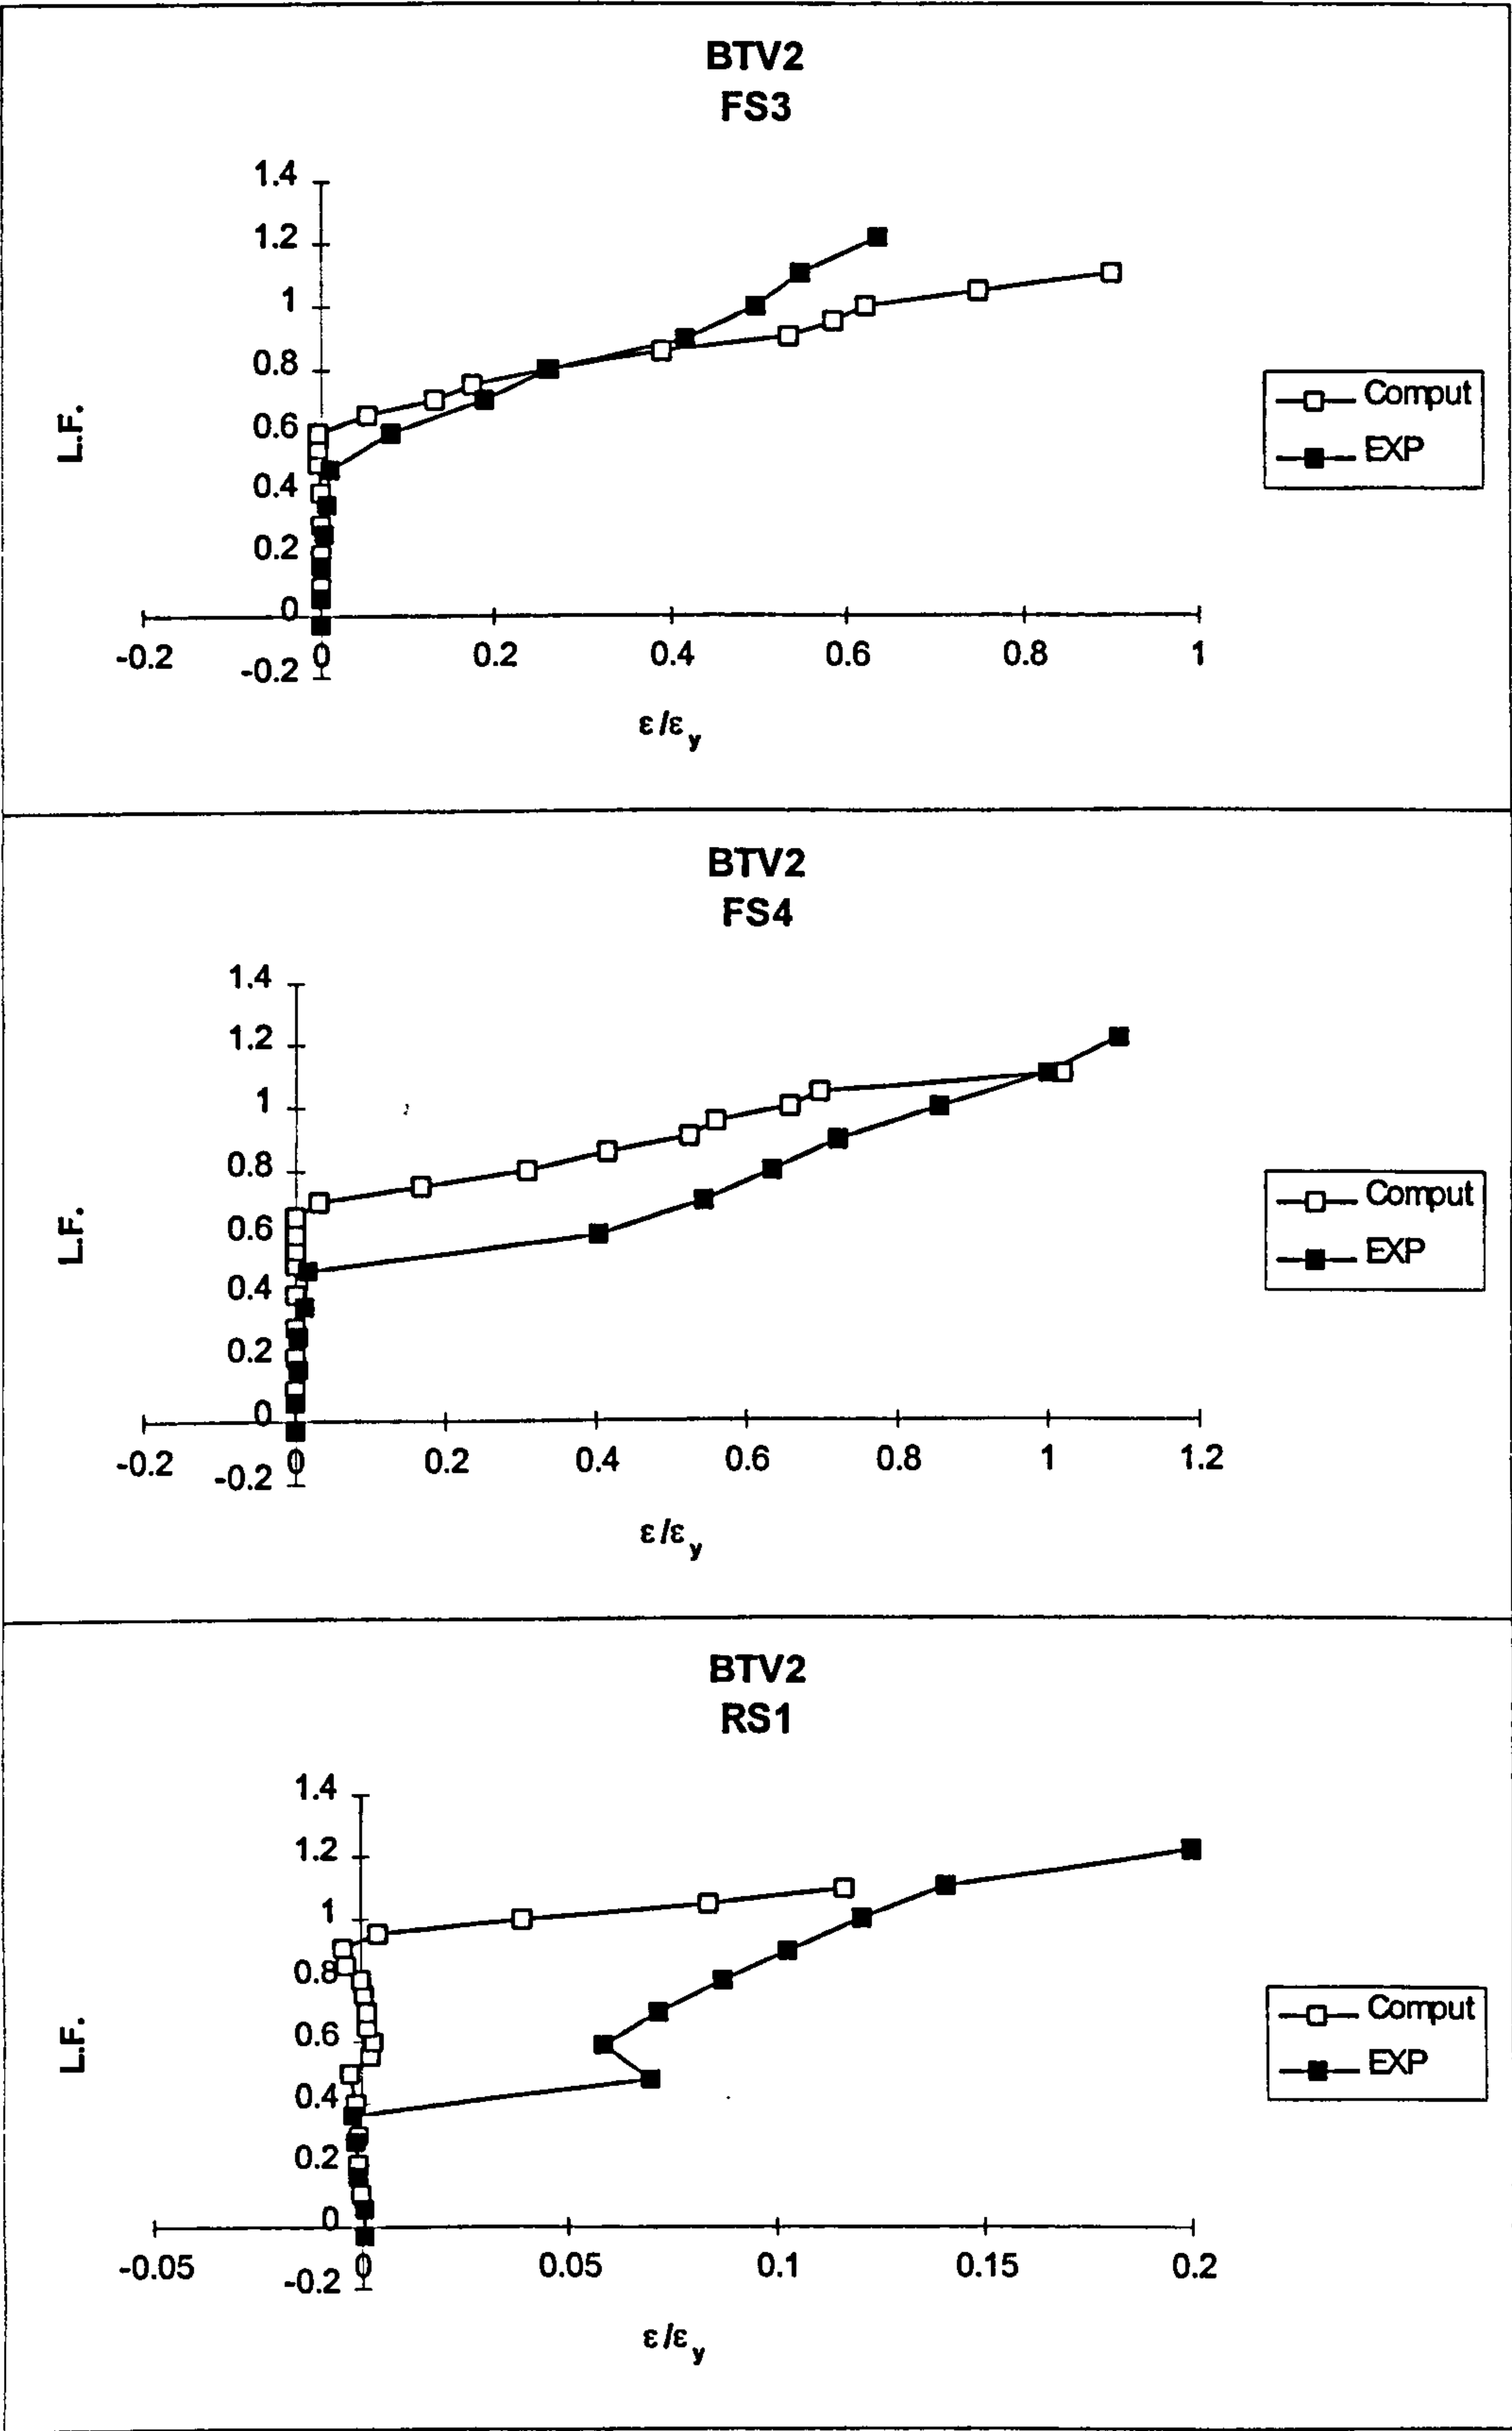 BTV2
FS3
1.4
1.2
1
0.8
0.6
0.4
0.2
0
-0.2
L.F.
-0.2 0 0.2 0.4 0.6 0.8 1
ε/εy
Comput
EXP
BTV2
FS4
1.4
1.2
1
0.8
0.6
0.4
0.2
0
-0.2
L.F.
-0.2 0 0.2 0.4 0.6 0.8 1 1.2
ε/εy
Comput
EXP
BTV2
RS1
1.4
1.2
1
0.8
0.6
0.4
0.2
0
-0.2
L.F.
-0.05 0 0.05 0.1 0.15 0.2
ε/εy
Comput
EXP